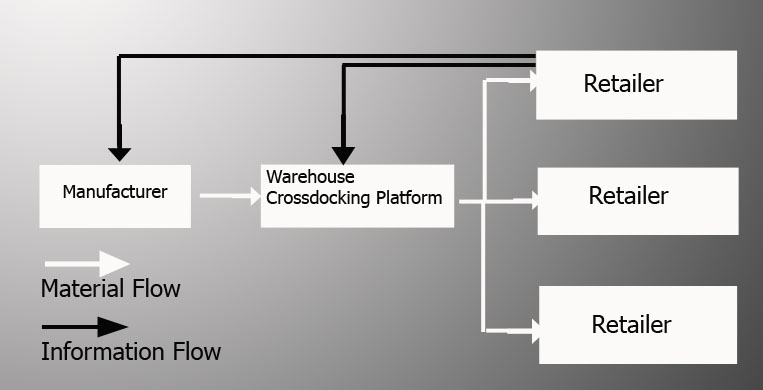 Retailer
Manufacturer
Warehouse
Crossdocking Platform
Retailer
Material Flow
Retailer
Information Flow